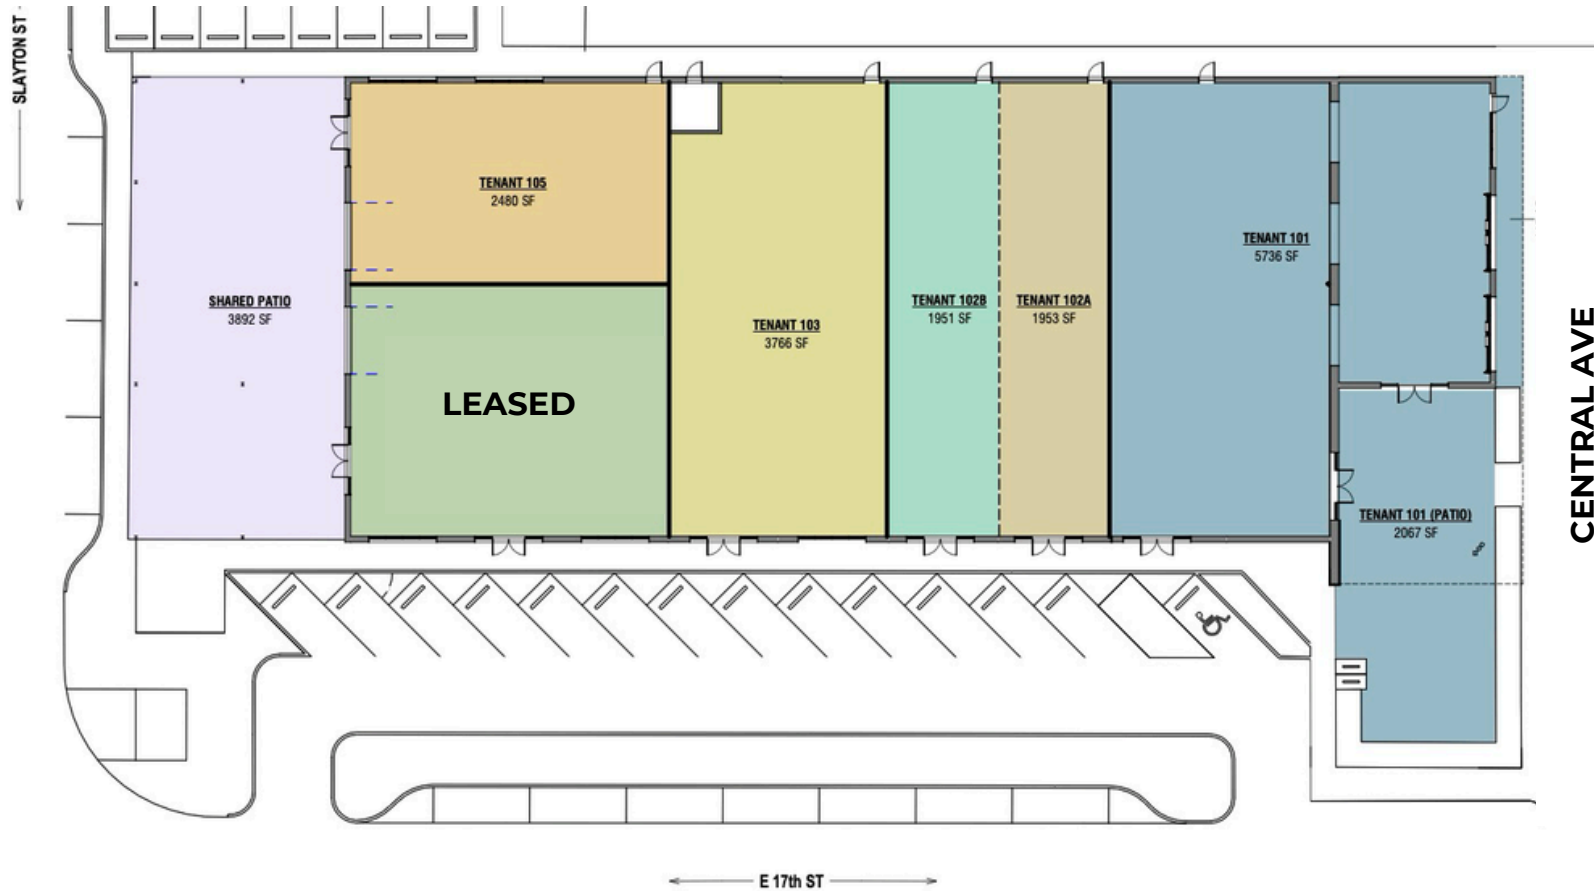 SLAYTON ST
TENANT 105
2480 SF
TENANT 101
5736 SF
SHARED PATIO
3892 SF
TENANT 102B
1951 SF
TENANT 102A
1953 SF
TENANT 103
3766 SF
LEASED
CENTRAL AVE
TENANT 101 (PATIO)
2067 SF
E 17th ST